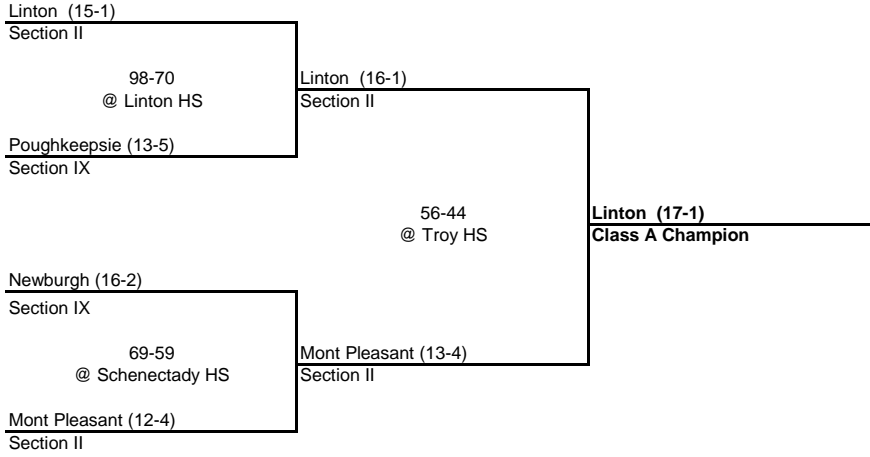 Linton  (15-1)
Section II
98-70
@ Linton HS
Linton  (16-1)
Section II
Poughkeepsie (13-5)
Section IX
56-44
@ Troy HS
Linton  (17-1)
Class A Champion
Newburgh (16-2)
Section IX
69-59
@ Schenectady HS
Mont Pleasant (13-4)
Section II
Mont Pleasant (12-4)
Section II